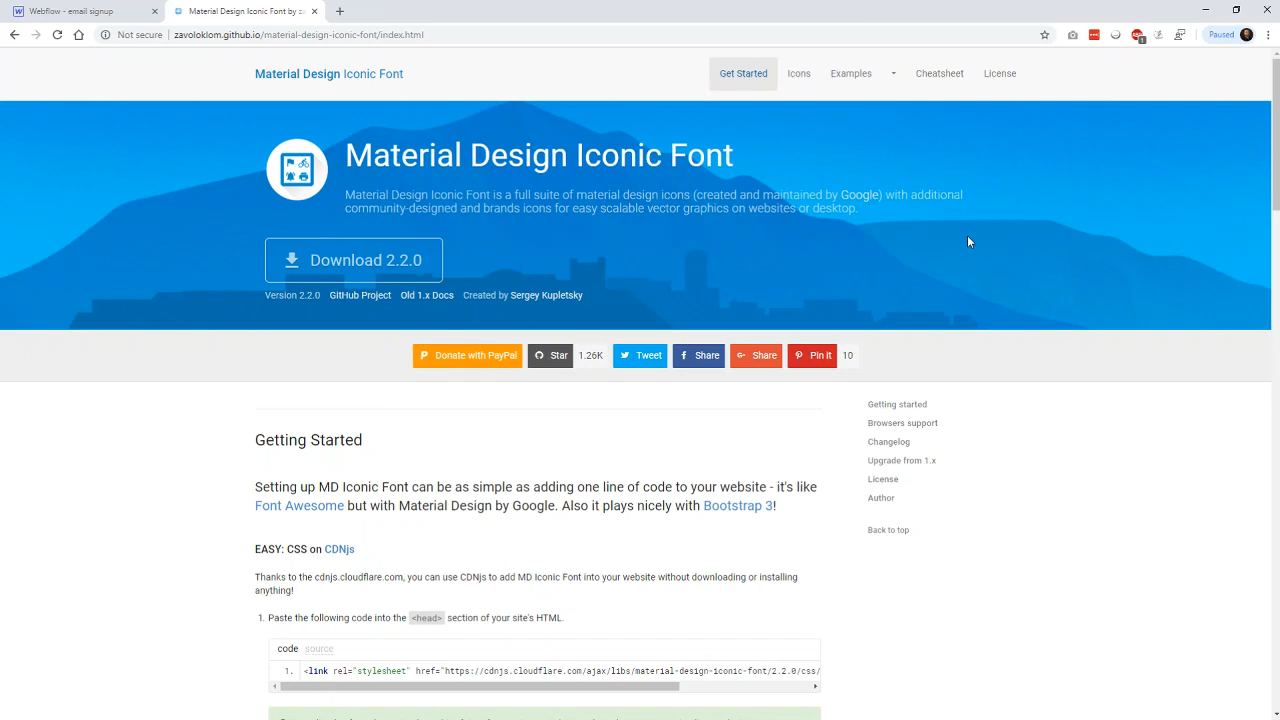 Webflow - email signup
Material Design Iconic Font by z
Not secure
zavoloklom.github.io/material-design-iconic-font/index.html
1
Paused
Material Design Iconic Font
Get Started
Icons
Examples
Cheatsheet
License
Material Design Iconic Font
Material Design Iconic Font is a full suite of material design icons (created and maintained by Google) with additional
community-designed and brands icons for easy scalable vector graphics on websites or desktop.
Download 2.2.0
Version 2.2.0 GitHub Project Old 1.x Docs Created by Sergey Kupletsky
Donate with PayPal
Star
1.26K
Tweet
Share
Share
Pin it
10
Getting Started
Setting up MD Iconic Font can be as simple as adding one line of code to your website - it's like
Font Awesome but with Material Design by Google. Also it plays nicely with Bootstrap 3!
EASY: CSS on CDNjs
Thanks to the cdnjs.cloudflare.com, you can use CDNjs to add MD Iconic Font into your website without downloading or installing
anything!
1. Paste the following code into the <head> section of your site's HTML.
code source
1. <link rel="stylesheet" href="https://cdnjs.cloudflare.com/ajax/libs/material-design-iconic-font/2.2.0/css/
Getting started
Browsers support
Changelog
Upgrade from 1.x
License
Author
Back to top